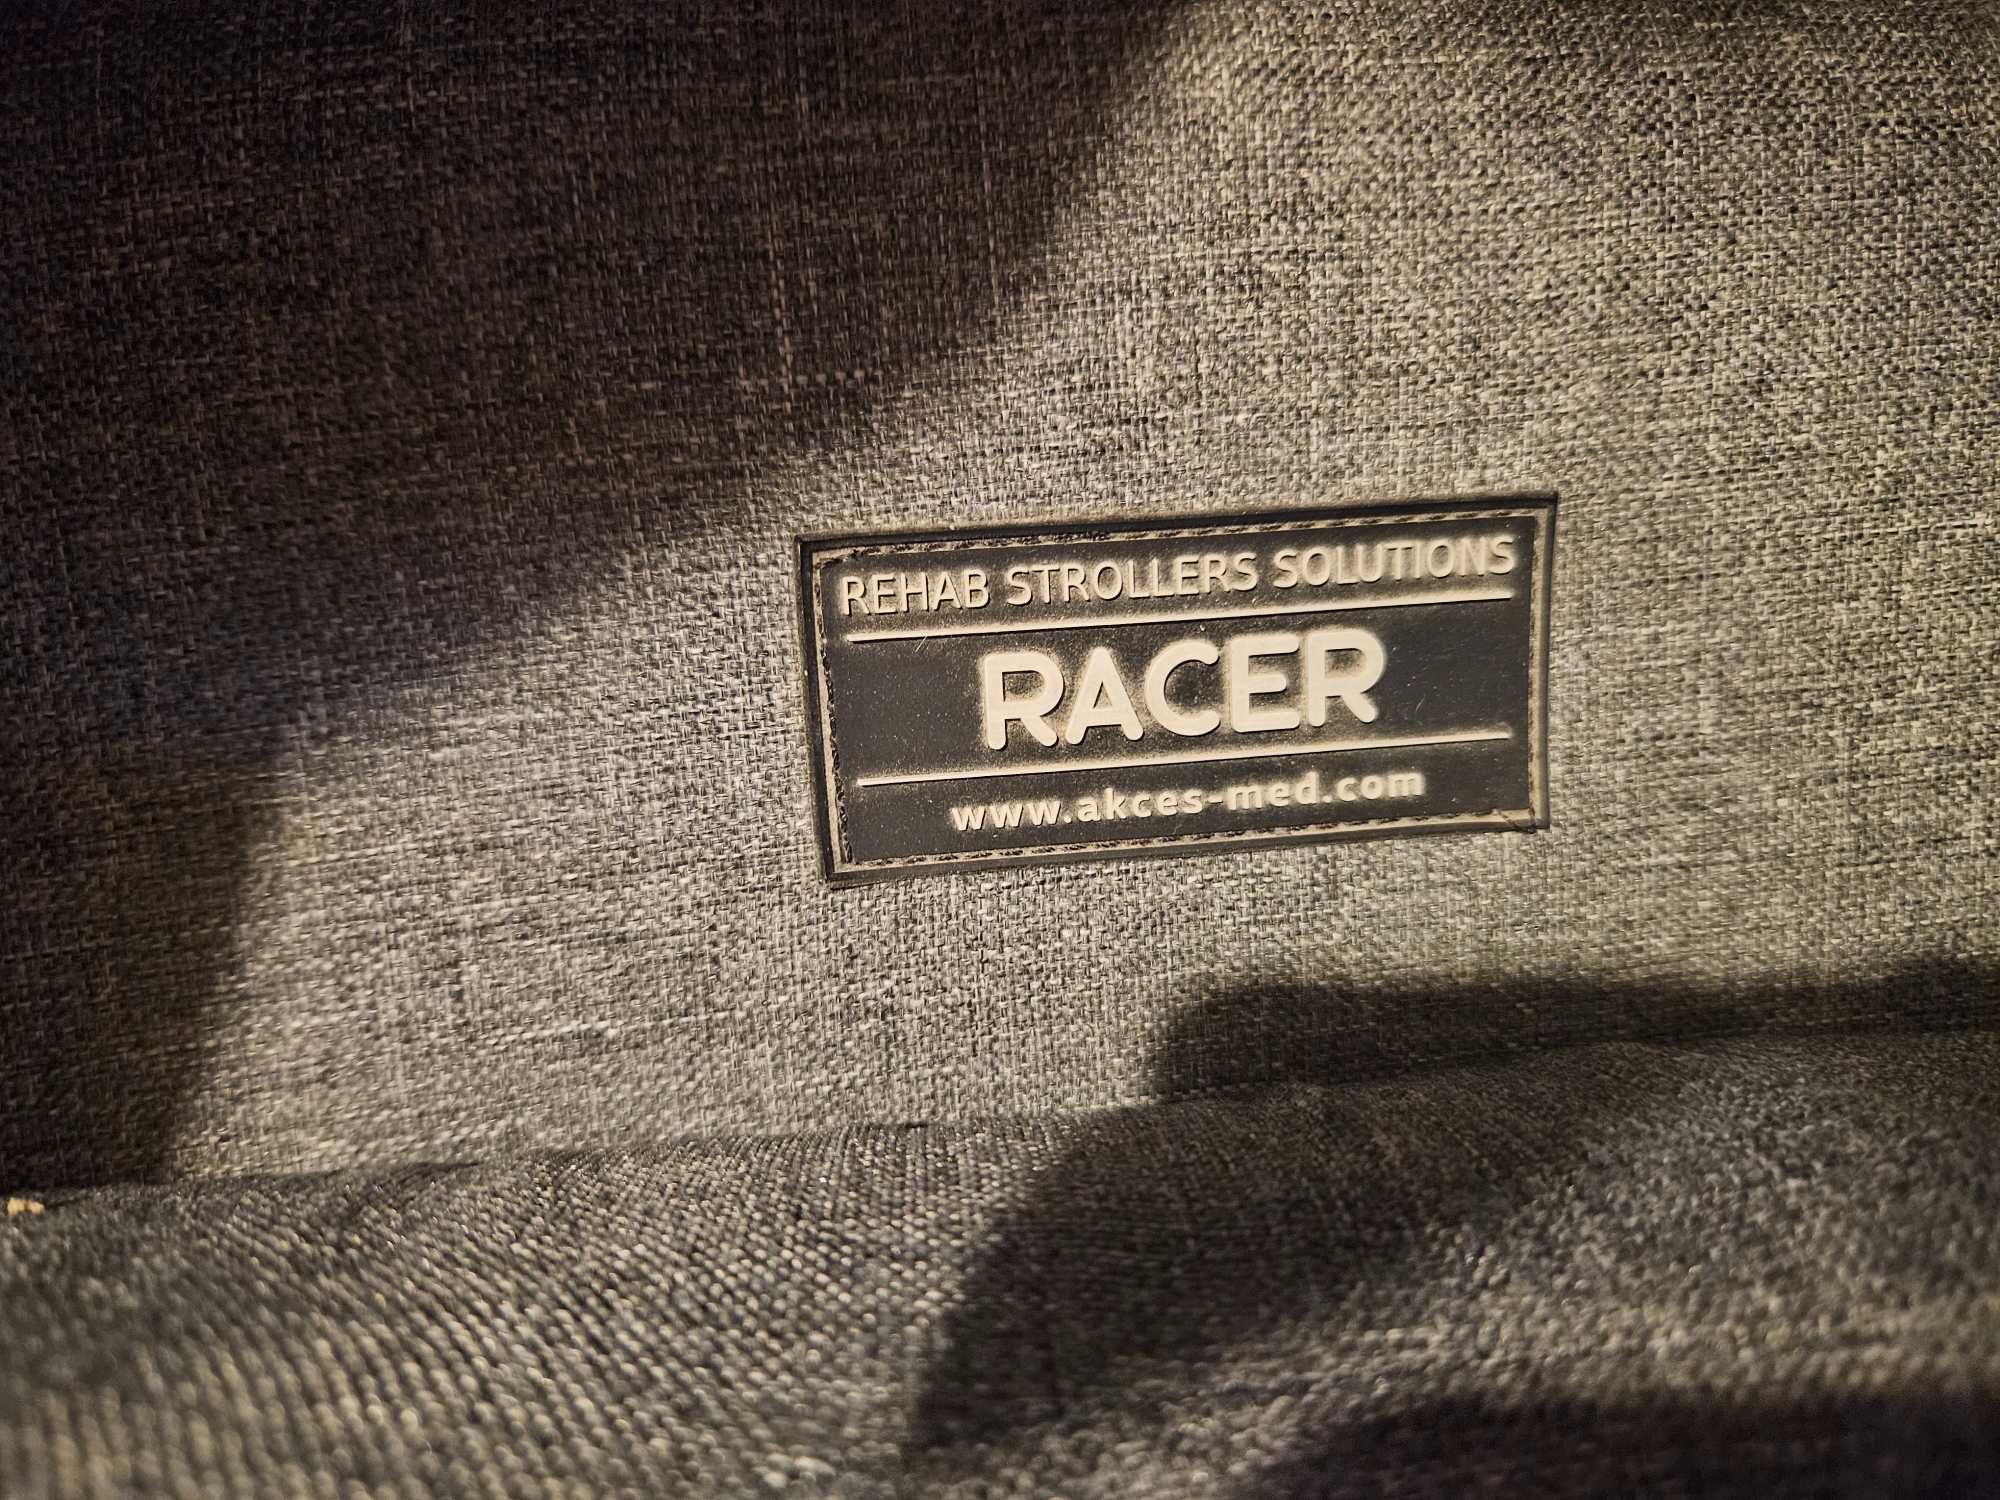 REHAB STROLLERS SOLUTIONS
RACER
www.akces-med.com